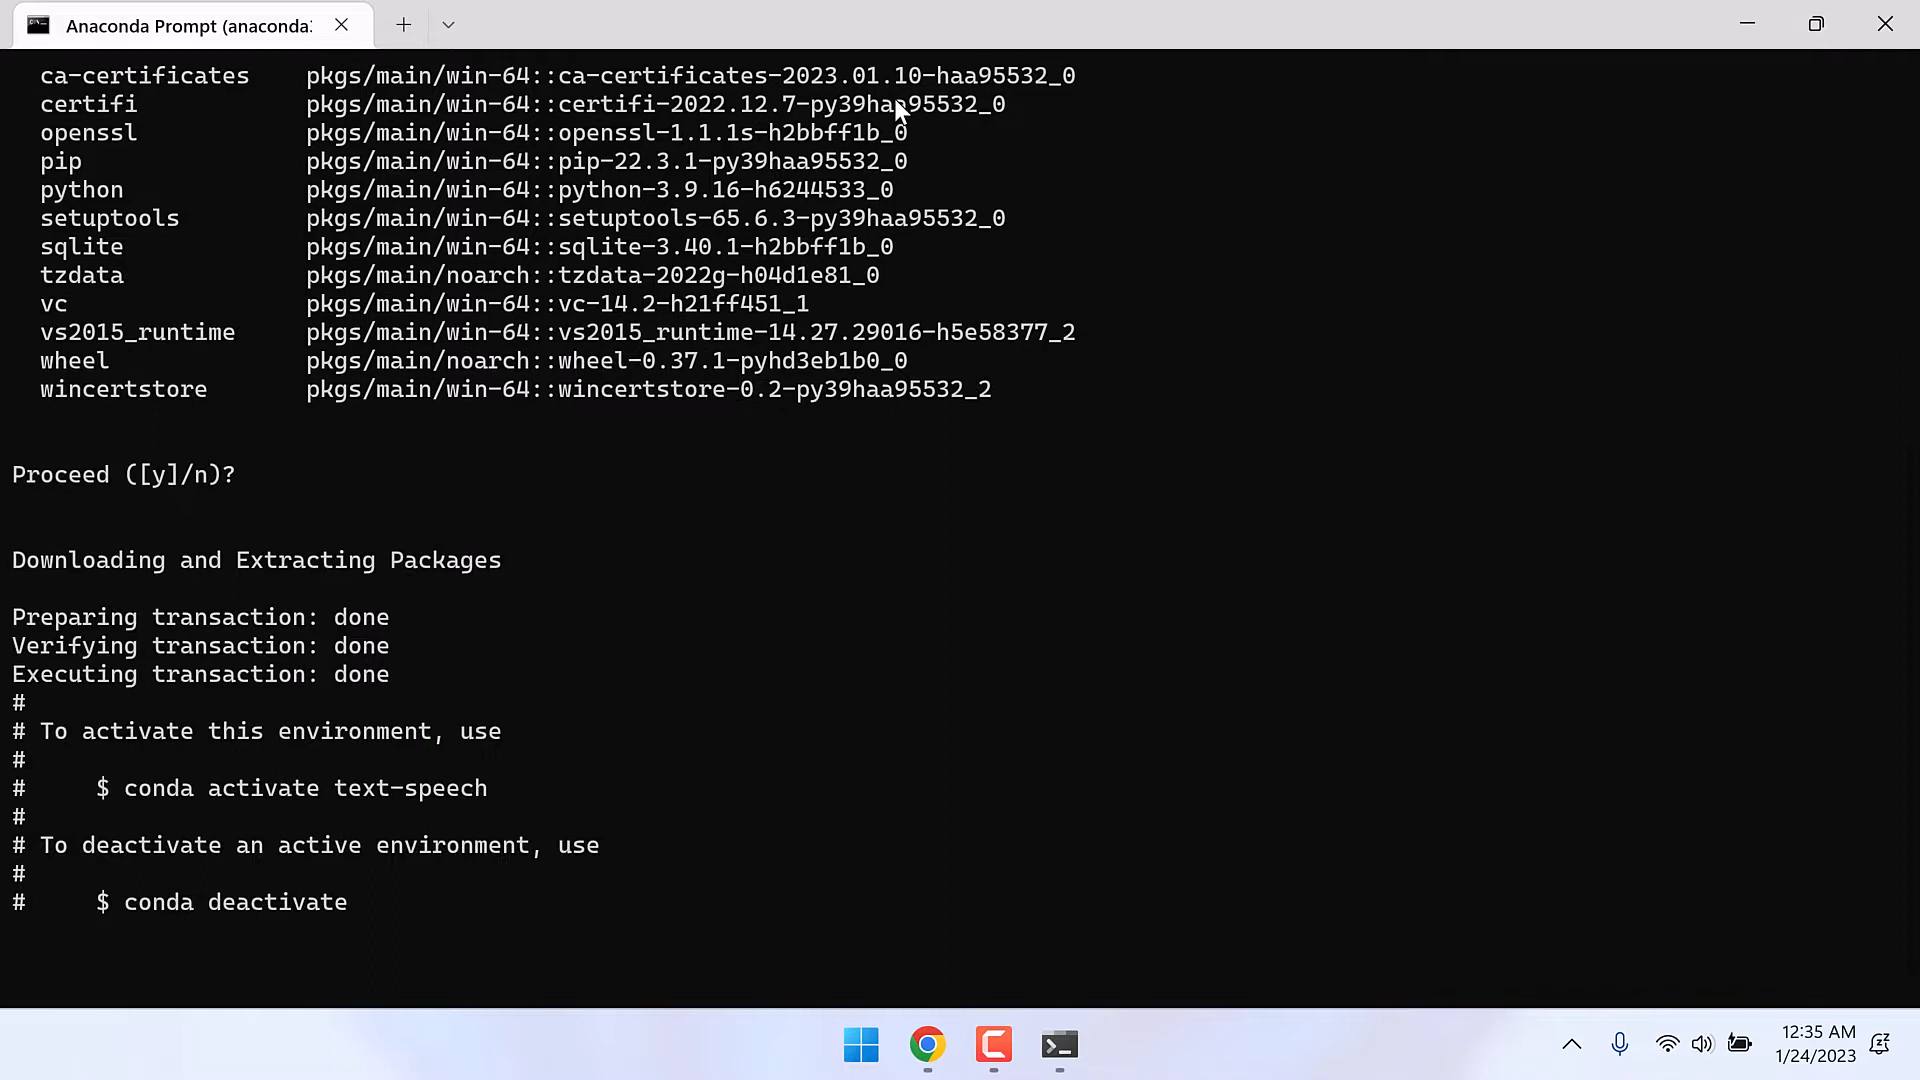 Anaconda Prompt (anaconda:
ca-certificates pkgs/main/win-64::ca-certificates-2023.01.10-haa95532_0
certifi pkgs/main/win-64::certifi-2022.12.7-py39haa95532_0
openssl pkgs/main/win-64::openssl-1.1.1s-h2bbff1b_0
pip pkgs/main/win-64::pip-22.3.1-py39haa95532_0
python pkgs/main/win-64::python-3.9.16-h6244533_0
setuptools pkgs/main/win-64::setuptools-65.6.3-py39haa95532_0
sqlite pkgs/main/win-64::sqlite-3.40.1-h2bbff1b_0
tzdata pkgs/main/noarch::tzdata-2022g-h04d1e81_0
vc pkgs/main/win-64::vc-14.2-h21ff451_1
vs2015_runtime pkgs/main/win-64::vs2015_runtime-14.27.29016-h5e58377_2
wheel pkgs/main/noarch::wheel-0.37.1-pyhd3eb1b0_0
wincertstore pkgs/main/win-64::wincertstore-0.2-py39haa95532_2
Proceed ([y]/n)?
Downloading and Extracting Packages
Preparing transaction: done
Verifying transaction: done
Executing transaction: done
#
# To activate this environment, use
#
# $ conda activate text-speech
#
# To deactivate an active environment, use
#
# $ conda deactivate
12:35 AM
1/24/2023